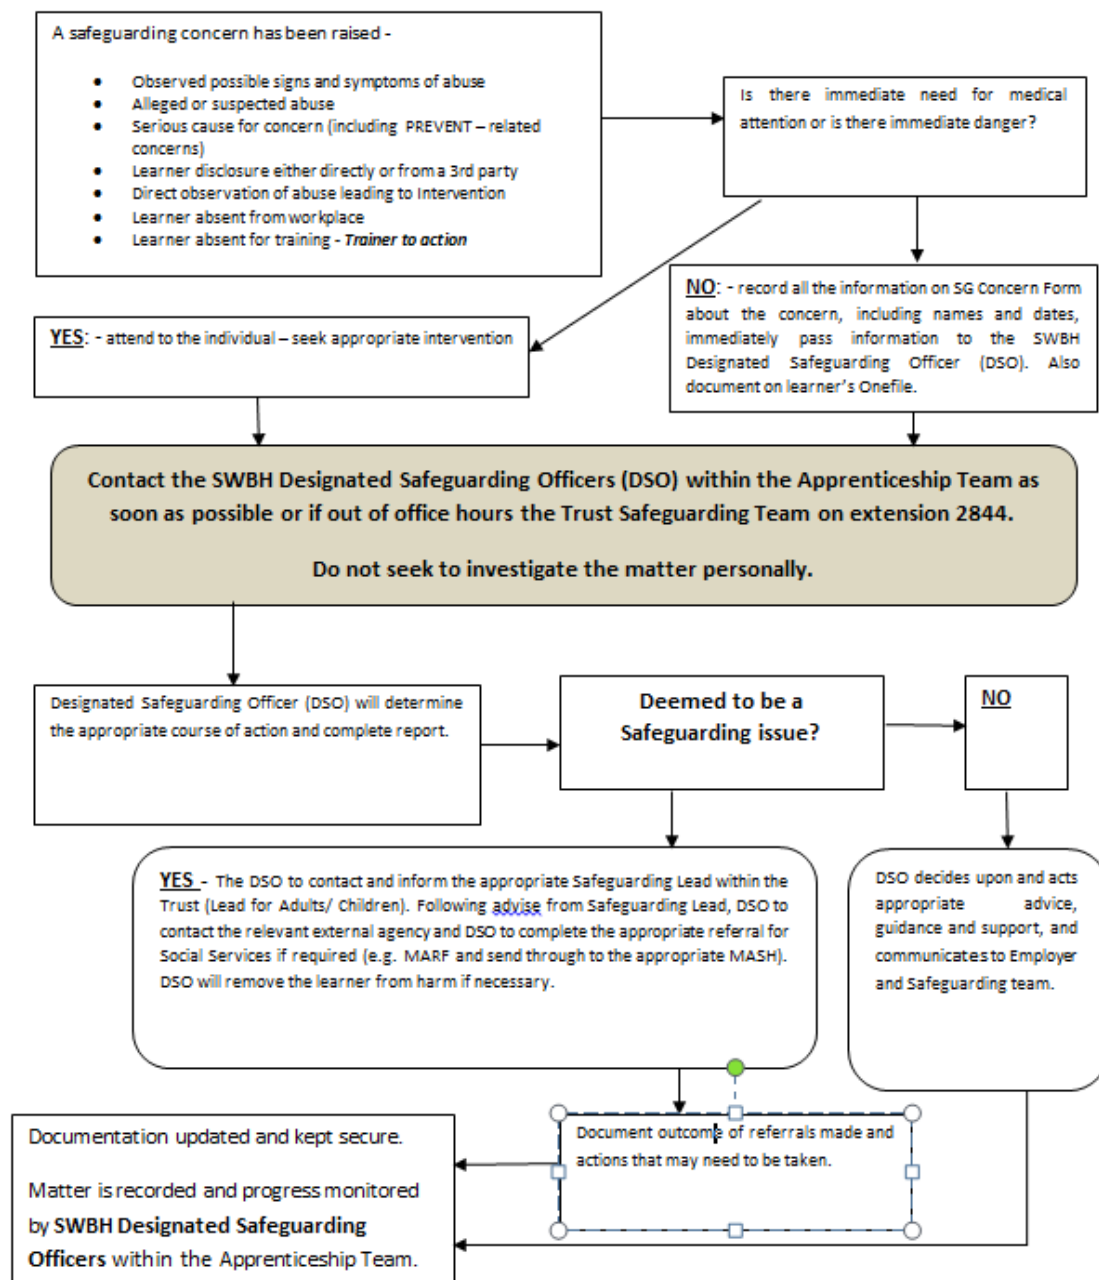 A safeguarding concern has been raised -
• Observed possible signs and symptoms of abuse
• Alleged or suspected abuse
• Serious cause for concern (including PREVENT – related
concerns)
• Learner disclosure either directly or from a 3rd party
• Direct observation of abuse leading to Intervention
• Learner absent from workplace
• Learner absent for training - Trainer to action
Is there immediate need for medical
attention or is there immediate danger?
YES: - attend to the individual – seek appropriate intervention
NO: - record all the information on SG Concern Form
about the concern, including names and dates,
immediately pass information to the SWBH
Designated Safeguarding Officer (DSO). Also
document on learner's Onefile.
Contact the SWBH Designated Safeguarding Officers (DSO) within the Apprenticeship Team as
soon as possible or if out of office hours the Trust Safeguarding Team on extension 2844.
Do not seek to investigate the matter personally.
Designated Safeguarding Officer (DSO) will determine
the appropriate course of action and complete report.
Deemed to be a
Safeguarding issue?
NO
YES - The DSO to contact and inform the appropriate Safeguarding Lead within the
Trust (Lead for Adults/ Children). Following advise from Safeguarding Lead, DSO to
contact the relevant external agency and DSO to complete the appropriate referral for
Social Services if required (e.g. MARF and send through to the appropriate MASH).
DSO will remove the learner from harm if necessary.
DSO decides upon and acts
appropriate advice,
guidance and support, and
communicates to Employer
and Safeguarding team.
Document outcome of referrals made and
actions that may need to be taken.
Documentation updated and kept secure.
Matter is recorded and progress monitored
by SWBH Designated Safeguarding
Officers within the Apprenticeship Team.